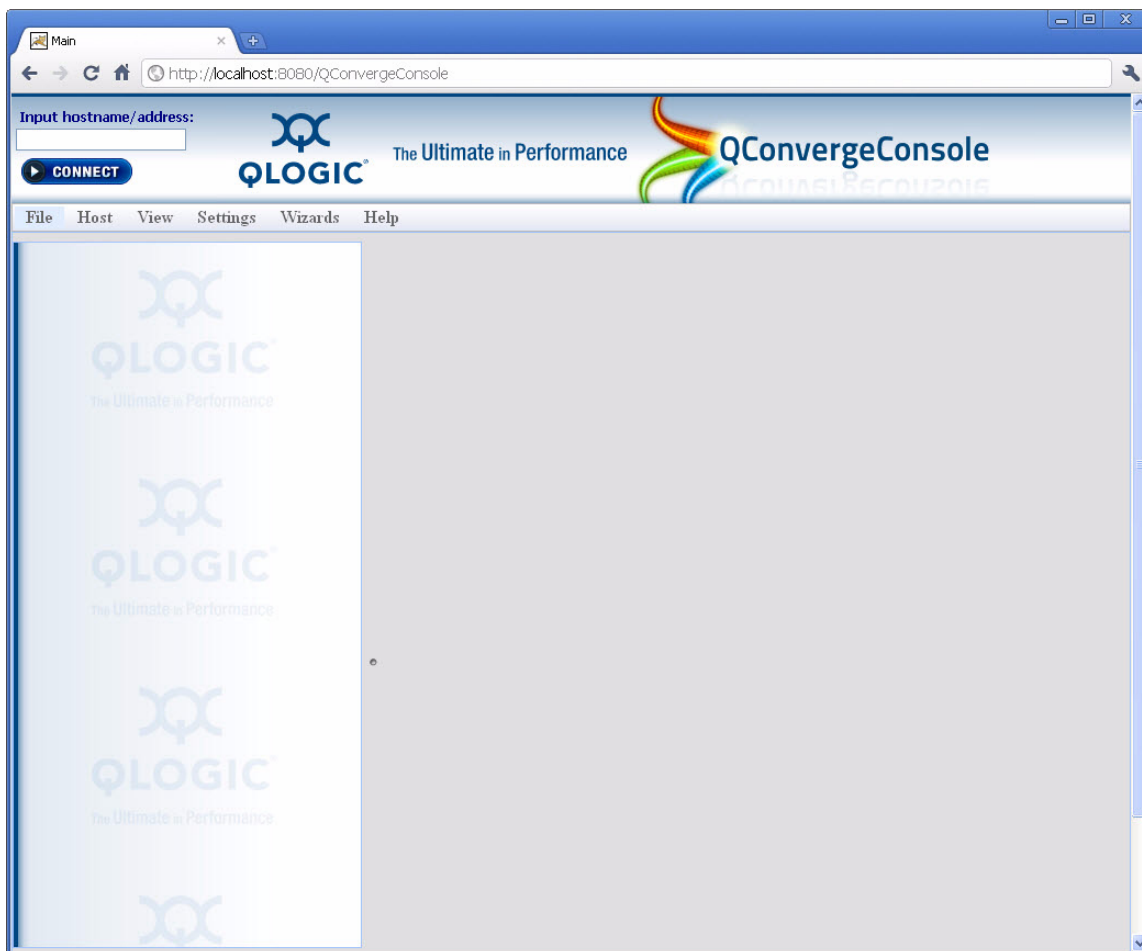 Main
http://localhost:8080/QConvergeConsole
Input hostname/address:
CONNECT
QLOGIC®
The Ultimate in Performance
QConvergeConsole
File Host View Settings Wizards Help
QLOGIC
The Ultimate in Performance
QLOGIC
The Ultimate in Performance
QLOGIC
The Ultimate in Performance